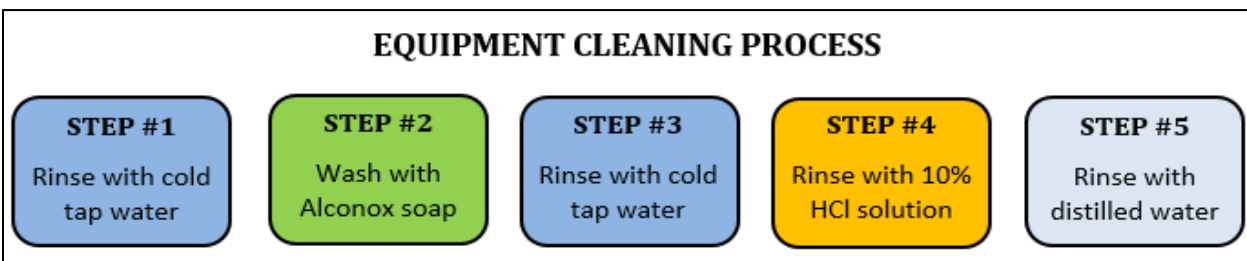 EQUIPMENT CLEANING PROCESS
STEP #1
Rinse with cold
tap water
STEP #2
Wash with
Alconox soap
STEP #3
Rinse with cold
tap water
STEP #4
Rinse with 10%
HCl solution
STEP #5
Rinse with
distilled water